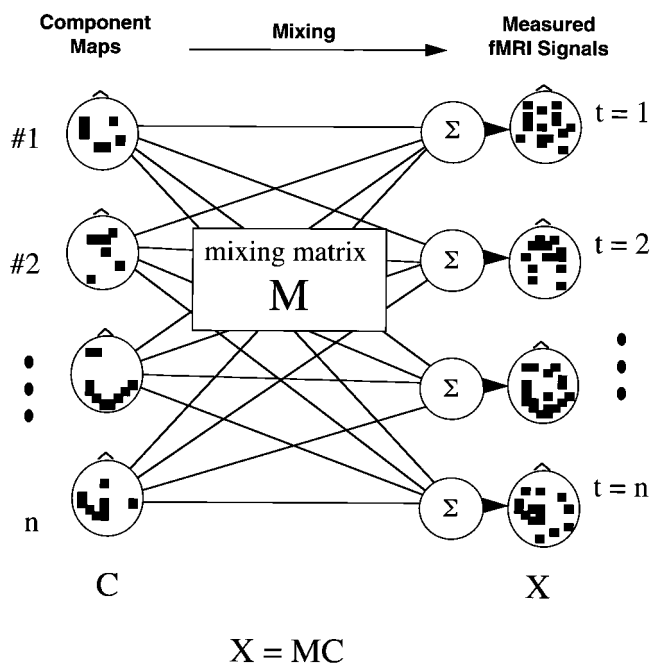 Component
Maps
Mixing
Measured
fMRI Signals
#1
Σ
t = 1
#2
mixing matrix
M
Σ
t = 2
Σ
n
Σ
t = n
C
X
X = MC